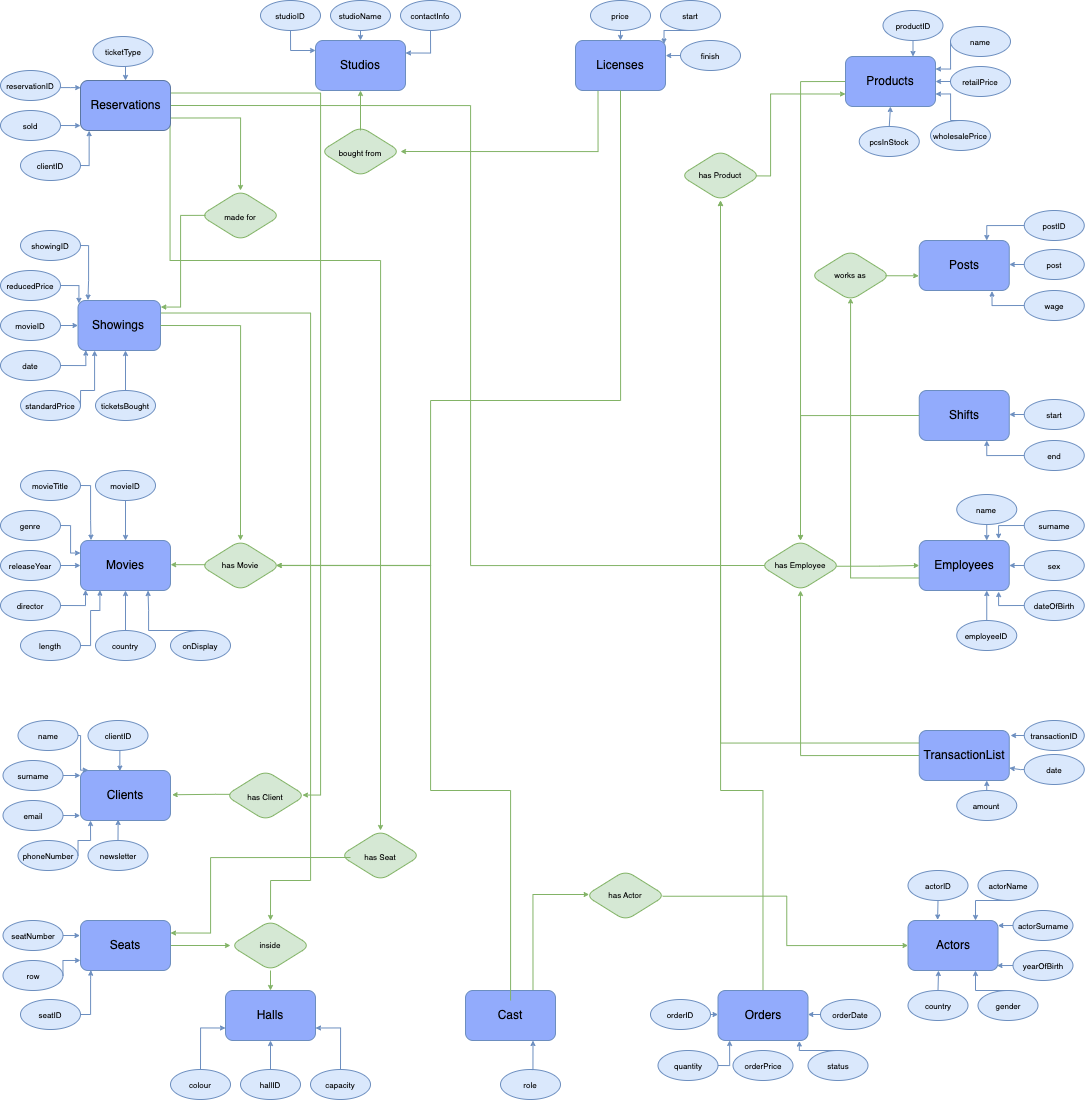 studioID
studioName
contactInfo
price
start
finish
productID
name
retailPrice
wholesalePrice
pcsInStock
ticketType
reservationID
sold
clientID
Reservations
Studios
Licenses
Products
bought from
has Product
made for
showingID
reducedPrice
movieID
date
standardPrice
ticketsBought
Showings
works as
Posts
postID
post
wage
Shifts
start
end
movieTitle
movieID
genre
releaseYear
director
length
country
onDisplay
Movies
has Movie
has Employee
Employees
name
surname
sex
dateOfBirth
employeeID
name
clientID
surname
email
phoneNumber
newsletter
Clients
has Client
has Seat
TransactionList
transactionID
date
amount
seatNumber
row
seatID
Seats
inside
Halls
colour
hallID
capacity
has Actor
Cast
role
Orders
orderID
orderDate
quantity
orderPrice
status
Actors
actorID
actorName
actorSurname
yearOfBirth
country
gender